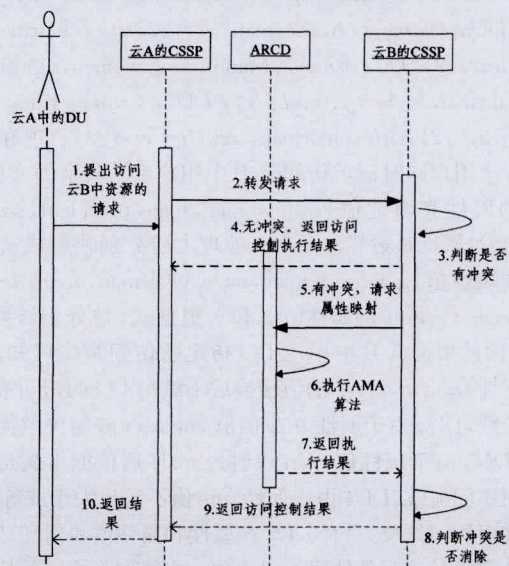 云A的CSSP
ARCD
云B的CSSP
云A中的DU
1.提出访问
云B中资源的
请求
2.转发请求
3.判断是否
有冲突
4.无冲突，返回访问
控制执行结果
5.有冲突，请求
属性映射
6.执行AMA
算法
7.返回执
行结果
8.判断冲突是
否消除
9.返回访问控制结果
10.返回结
果